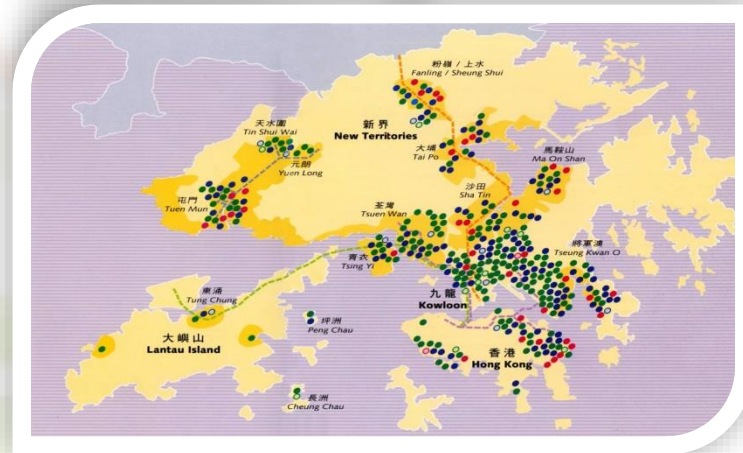 粉嶺 / 上水
Fanling / Sheung Shui
天水圍
Tin Shui Wai
新界
New Territories
元朗
Yuen Long
大埔
Tai Po
馬鞍山
Ma On Shan
屯門
Tuen Mun
沙田
Sha Tin
荃灣
Tsuen Wan
將軍澳
Tseung Kwan O
青衣
Tsing Yi
九龍
Kowloon
東涌
Tung Chung
坪洲
Peng Chau
大嶼山
Lantau Island
香港
Hong Kong
長洲
Cheung Chau